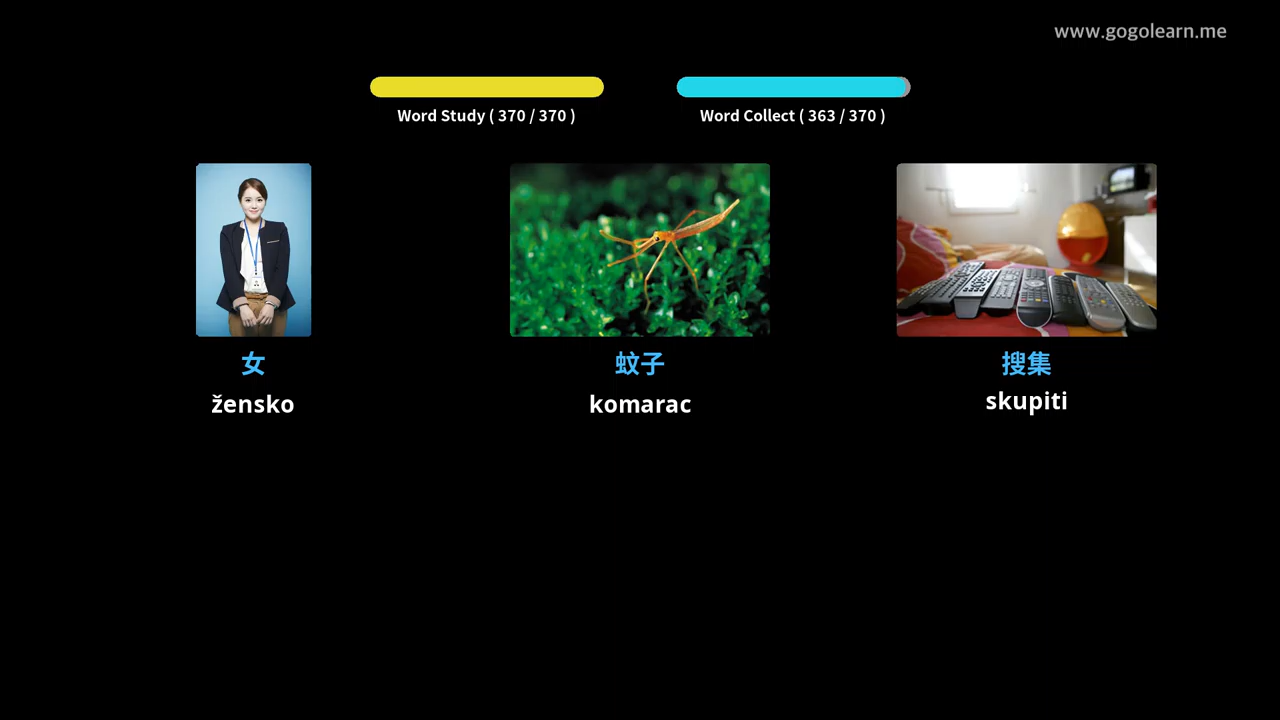 www.gogolearn.me
Word Study ( 370 / 370 )
Word Collect ( 363 / 370 )
女
蚊子
搜集
žensko
komarac
skupiti